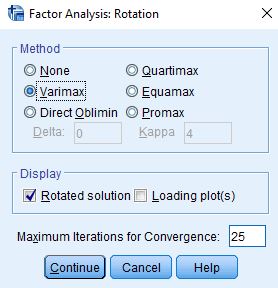 Factor Analysis: Rotation
Method
None
Quartimax
Varimax
Equamax
Direct Oblimin
Promax
Delta: 0
Kappa 4
Display
Rotated solution
Loading plot(s)
Maximum Iterations for Convergence: 25
Continue
Cancel
Help